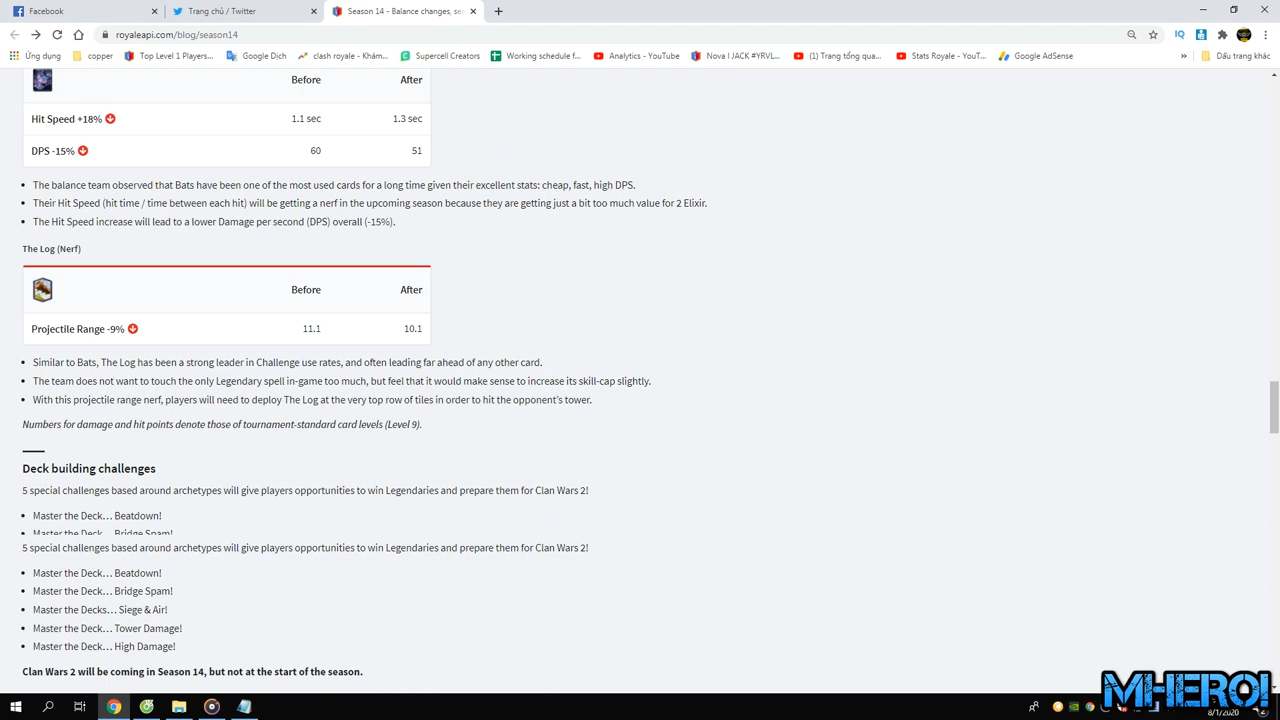 Facebook
Trang chủ / Twitter
Season 14 - Balance changes, se
royaleapi.com/blog/season14
Ứng dụng
copper
Top Level 1 Players...
Google Dịch
clash royale - Khám...
Supercell Creators
Working schedule f...
Analytics - YouTube
Nova I JACK #YRVL...
(1) Trang tổng qua...
Stats Royale - YouT...
Google AdSense
»
Dấu trang khác
Before After
Hit Speed +18% 1.1 sec 1.3 sec
DPS -15% 60 51
• The balance team observed that Bats have been one of the most used cards for a long time given their excellent stats: cheap, fast, high DPS.
• Their Hit Speed (hit time / time between each hit) will be getting a nerf in the upcoming season because they are getting just a bit too much value for 2 Elixir.
• The Hit Speed increase will lead to a lower Damage per second (DPS) overall (-15%).
The Log (Nerf)
Before After
Projectile Range -9% 11.1 10.1
• Similar to Bats, The Log has been a strong leader in Challenge use rates, and often leading far ahead of any other card.
• The team does not want to touch the only Legendary spell in-game too much, but feel that it would make sense to increase its skill-cap slightly.
• With this projectile range nerf, players will need to deploy The Log at the very top row of tiles in order to hit the opponent's tower.
Numbers for damage and hit points denote those of tournament-standard card levels (Level 9).
Deck building challenges
5 special challenges based around archetypes will give players opportunities to win Legendaries and prepare them for Clan Wars 2!
• Master the Deck… Beatdown!
• Master the Deck… Bridge Spam!
5 special challenges based around archetypes will give players opportunities to win Legendaries and prepare them for Clan Wars 2!
• Master the Deck… Beatdown!
• Master the Deck… Bridge Spam!
• Master the Decks… Siege & Air!
• Master the Deck… Tower Damage!
• Master the Deck… High Damage!
Clan Wars 2 will be coming in Season 14, but not at the start of the season.
MHERO!
8/1/2020